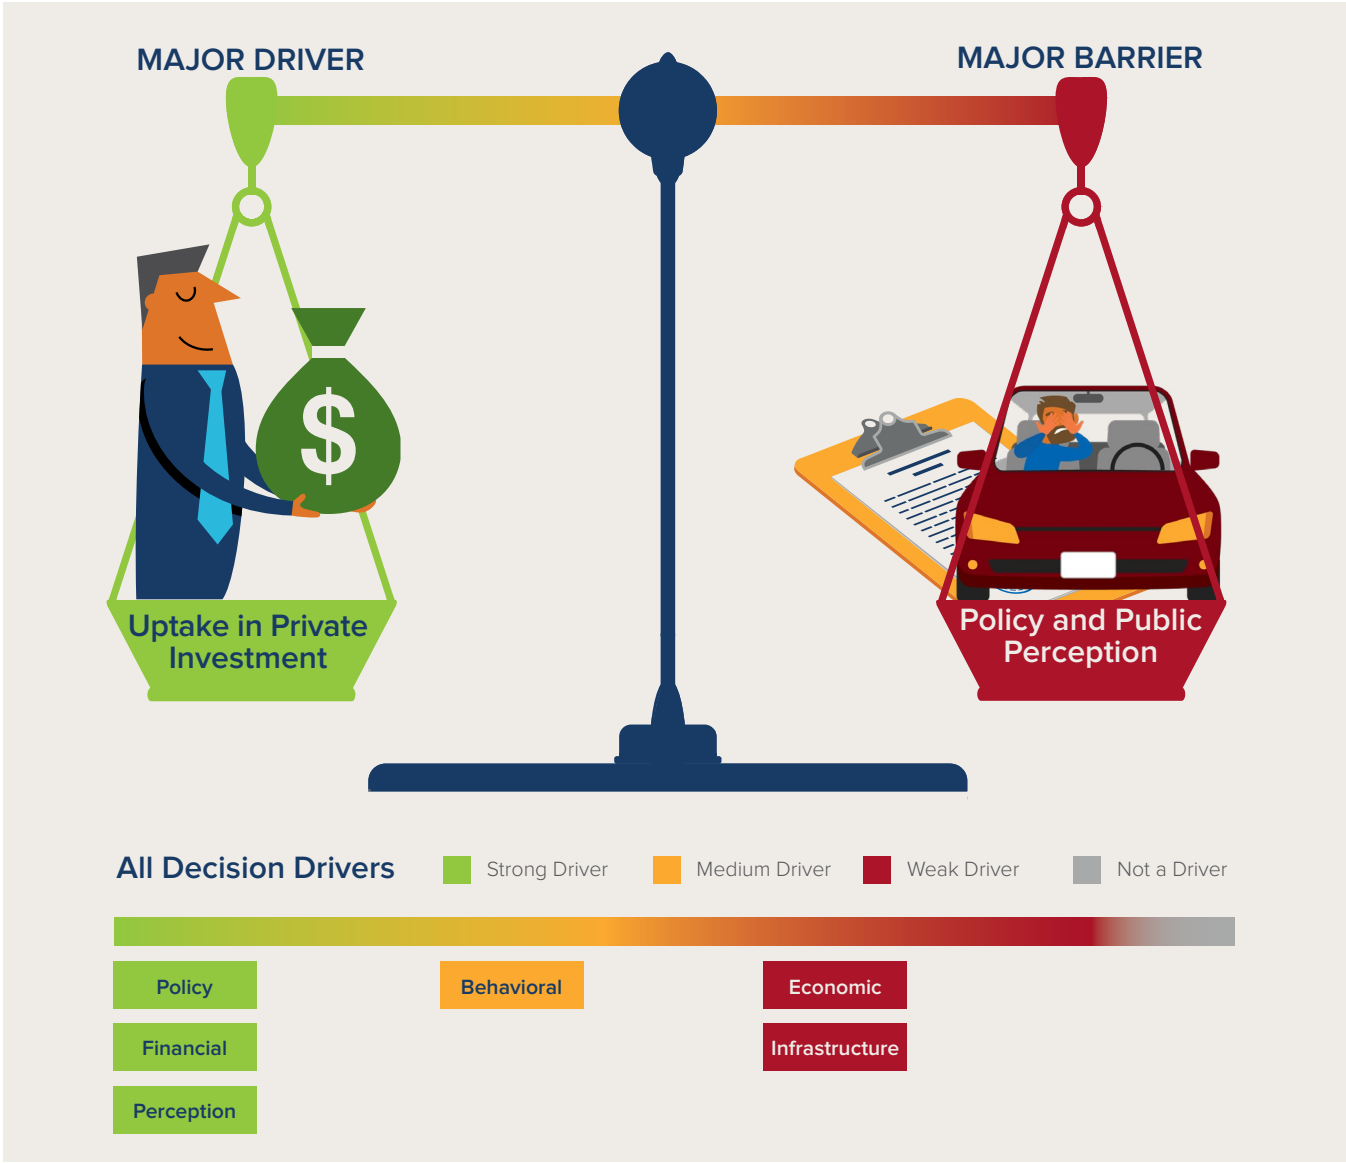 MAJOR DRIVER
MAJOR BARRIER
$
Uptake in Private
Investment
Policy and Public
Perception
All Decision Drivers
Strong Driver
Medium Driver
Weak Driver
Not a Driver
Policy
Behavioral
Economic
Financial
Infrastructure
Perception